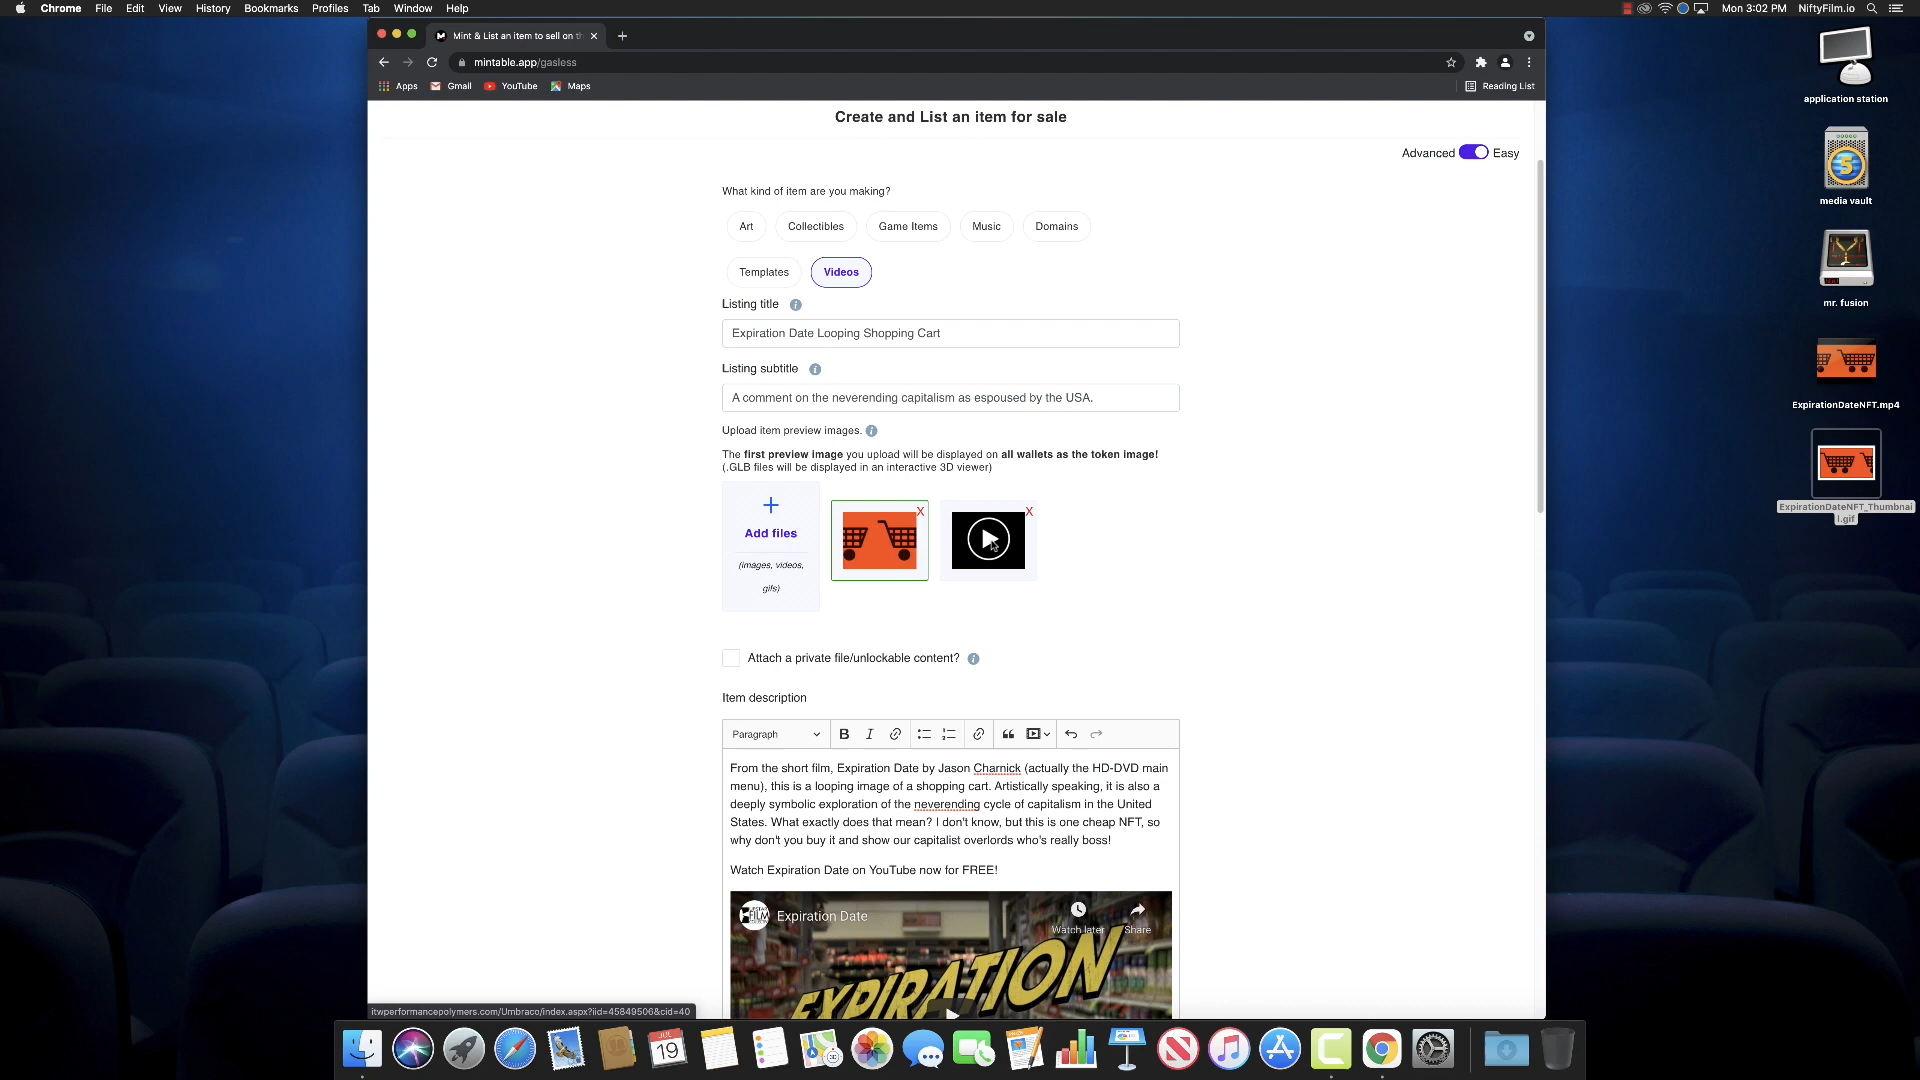 Chrome File Edit View History Bookmarks Profiles Tab Window Help
Mon 3:02 PM NiftyFilm.io
Mint & List an item to sell on th
mintable.app/gasless
Apps Gmail YouTube Maps
Reading List
Create and List an item for sale
Advanced Easy
What kind of item are you making?
Art Collectibles Game Items Music Domains
Templates Videos
Listing title
Expiration Date Looping Shopping Cart
Listing subtitle
A comment on the neverending capitalism as espoused by the USA.
Upload item preview images.
The first preview image you upload will be displayed on all wallets as the token image!
(.GLB files will be displayed in an interactive 3D viewer)
+
Add files
(images, videos,
gifs)
X
X
Attach a private file/unlockable content?
Item description
Paragraph
From the short film, Expiration Date by Jason Charnick (actually the HD-DVD main
menu), this is a looping image of a shopping cart. Artistically speaking, it is also a
deeply symbolic exploration of the neverending cycle of capitalism in the United
States. What exactly does that mean? I don't know, but this is one cheap NFT, so
why don't you buy it and show our capitalist overlords who's really boss!
Watch Expiration Date on YouTube now for FREE!
Expiration Date
Watch later Share
EXPIRATION
itwperformancepolymers.com/Umbraco/index.aspx?iid=45849506&cid=40
application station
media vault
mr. fusion
ExpirationDateNFT.mp4
ExpirationDateNFT_Thumbnai
l.gif
JUL
19